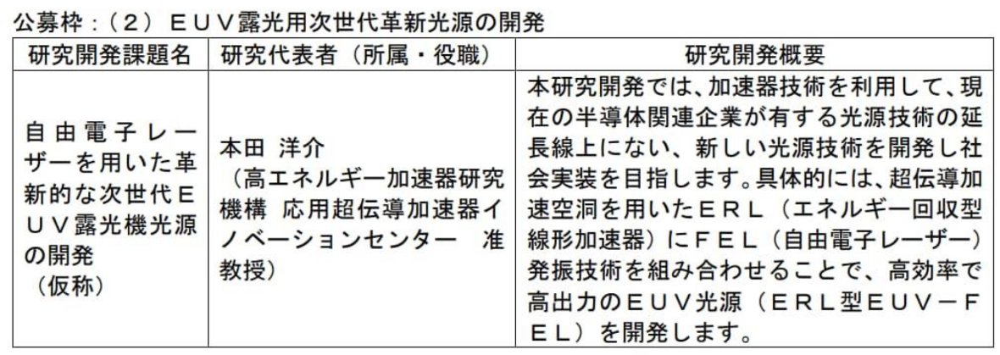 公募枠：（２）ＥＵＶ露光用次世代革新光源の開発
研究開発課題名
研究代表者（所属・役職）
研究開発概要
自由電子レー
ザーを用いた革
新的な次世代Ｅ
ＵＶ露光機光源
の開発
（仮称）
本田 洋介
（高エネルギー加速器研究
機構 応用超伝導加速器イ
ノベーションセンター　准
教授）
本研究開発では、加速器技術を利用して、現
在の半導体関連企業が有する光源技術の延
長線上にない、新しい光源技術を開発し社
会実装を目指します。具体的には、超伝導加
速空洞を用いたＥＲＬ（エネルギー回収型
線形加速器）にＦＥＬ（自由電子レーザー）
発振技術を組み合わせることで、高効率で
高出力のＥＵＶ光源（ＥＲＬ型ＥＵＶ－Ｆ
ＥＬ）を開発します。